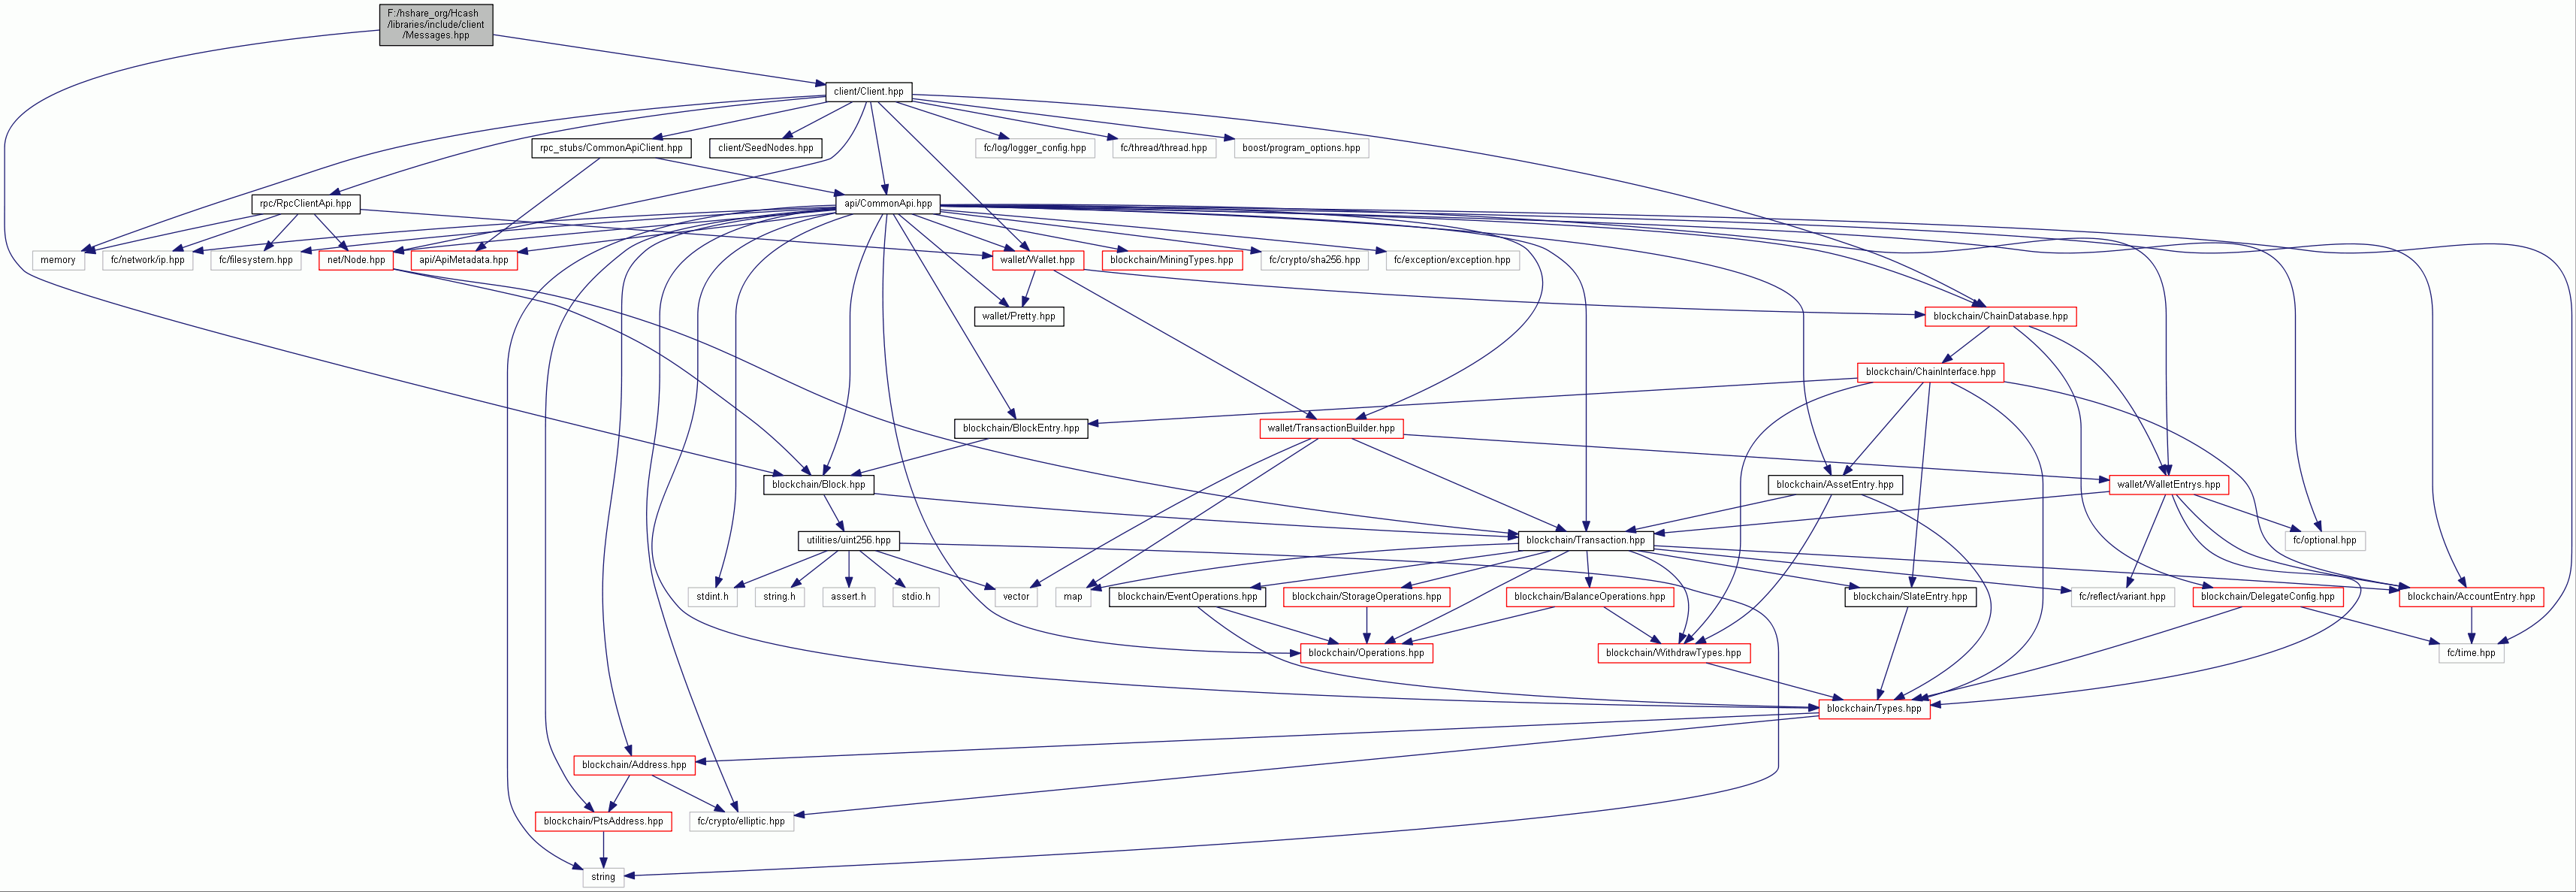 F:/hshare_org/Hcash
/libraries/include/client
/Messages.hpp
client/Client.hpp
rpc_stubs/CommonApiClient.hpp
client/SeedNodes.hpp
fc/log/logger_config.hpp
fc/thread/thread.hpp
boost/program_options.hpp
rpc/RpcClientApi.hpp
api/CommonApi.hpp
memory
fc/network/ip.hpp
fc/filesystem.hpp
net/Node.hpp
api/ApiMetadata.hpp
wallet/Wallet.hpp
blockchain/MiningTypes.hpp
fc/crypto/sha256.hpp
fc/exception/exception.hpp
wallet/Pretty.hpp
blockchain/ChainDatabase.hpp
blockchain/ChainInterface.hpp
blockchain/BlockEntry.hpp
wallet/TransactionBuilder.hpp
blockchain/Block.hpp
blockchain/AssetEntry.hpp
wallet/WalletEntrys.hpp
utilities/uint256.hpp
blockchain/Transaction.hpp
fc/optional.hpp
stdint.h
string.h
assert.h
stdio.h
vector
map
blockchain/EventOperations.hpp
blockchain/StorageOperations.hpp
blockchain/BalanceOperations.hpp
blockchain/SlateEntry.hpp
fc/reflect/variant.hpp
blockchain/DelegateConfig.hpp
blockchain/AccountEntry.hpp
blockchain/Operations.hpp
blockchain/WithdrawTypes.hpp
fc/time.hpp
blockchain/Types.hpp
blockchain/Address.hpp
blockchain/PtsAddress.hpp
fc/crypto/elliptic.hpp
string